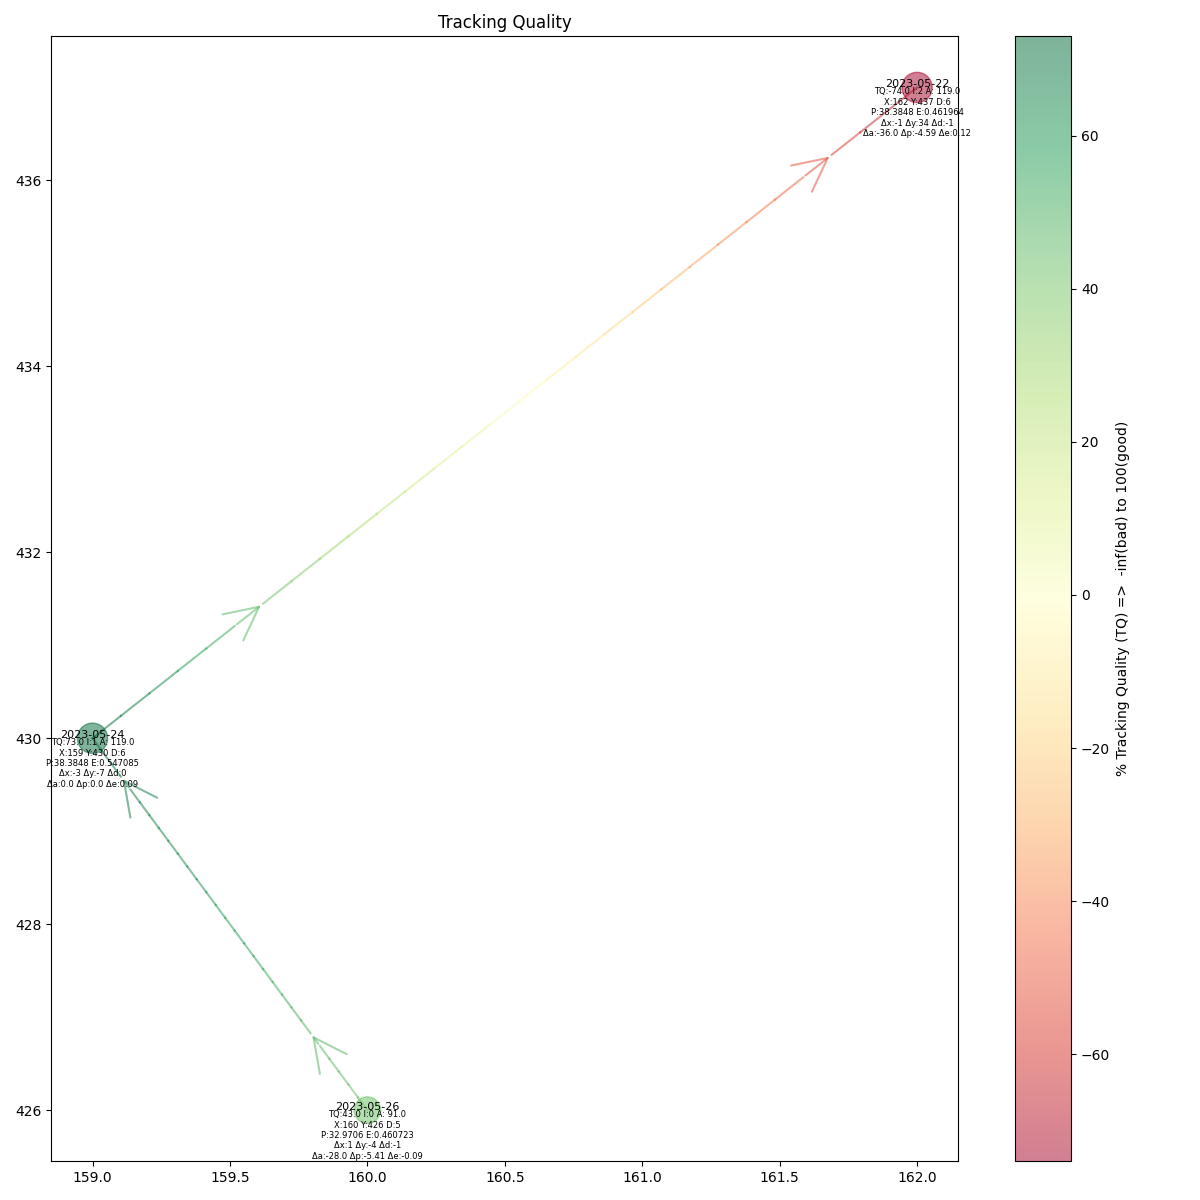 Tracking Quality
2023-05-22
TQ:-74.0 I:2 A: 119.0
X:162 Y:437 D:6
P:38.3848 E:0.461964
Δx:-1 Δy:34 Δd:-1
Δa:-36.0 Δp:-4.59 Δe:0.12
2023-05-24
TQ:73.0 I:1 A: 119.0
X:159 Y:430 D:6
P:38.3848 E:0.547085
Δx:-3 Δy:-7 Δd:0
Δa:0.0 Δp:0.0 Δe:0.09
2023-05-26
TQ:43.0 I:0 A: 91.0
X:160 Y:426 D:5
P:32.9706 E:0.460723
Δx:1 Δy:-4 Δd:-1
Δa:-28.0 Δp:-5.41 Δe:-0.09
436
434
432
430
428
426
159.0 159.5 160.0 160.5 161.0 161.5 162.0
60
40
20
0
−20
−40
−60
% Tracking Quality (TQ) => -inf(bad) to 100(good)